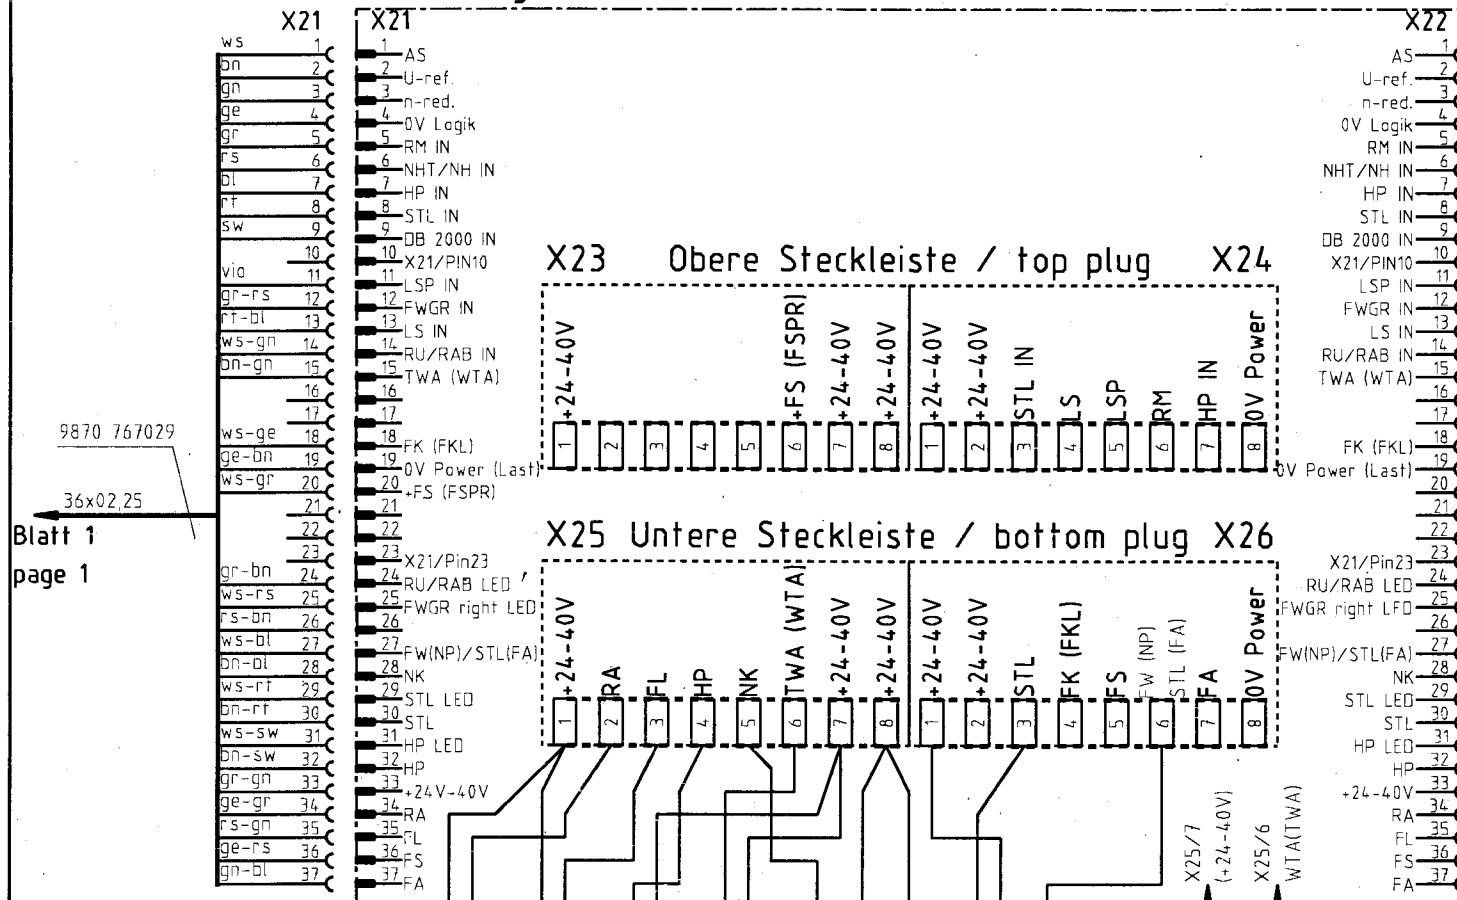 X21 X21 X22
ws 1 1 AS AS 1
bn 2 2 U-ref. U-ref. 2
gn 3 3 n-red. n-red. 3
ge 4 4 0V Logik 0V Logik 4
gr 5 5 RM IN RM IN 5
rs 6 6 NHT/NH IN NHT/NH IN 6
bl 7 7 HP IN HP IN 7
rt 8 8 STL IN STL IN 8
sw 9 9 DB 2000 IN DB 2000 IN 9
10 10 X21/PIN10 X21/PIN10 10
vio 11 11 LSP IN LSP IN 11
gr-rs 12 12 FWGR IN FWGR IN 12
rt-bl 13 13 LS IN LS IN 13
ws-gn 14 14 RU/RAB IN RU/RAB IN 14
bn-gn 15 15 TWA (WTA) TWA (WTA) 15
16 16 16
17 17 17
ws-ge 18 18 FK (FKL) FK (FKL) 18
ge-bn 19 19 0V Power (Last) 0V Power (Last) 19
ws-gr 20 20 +FS (FSPR) 20
21 21 21
22 22 22
23 23 X21/Pin23 X21/Pin23 23
gr-bn 24 24 RU/RAB LED RU/RAB LED 24
ws-rs 25 25 FWGR right LED FWGR right LED 25
rs-bn 26 26 26
ws-bl 27 27 FW(NP)/STL(FA) FW(NP)/STL(FA) 27
bn-bl 28 28 NK NK 28
ws-rt 29 29 STL LED STL LED 29
bn-rt 30 30 STL STL 30
ws-sw 31 31 HP LED HP LED 31
bn-sw 32 32 HP HP 32
gr-gn 33 33 +24V-40V +24-40V 33
ge-gr 34 34 RA RA 34
rs-gn 35 35 FL FL 35
ge-rs 36 36 FS FS 36
gn-bl 37 37 FA FA 37
9870 767029
36x02,25
Blatt 1
page 1
X23 Obere Steckleiste / top plug X24
+24-40V +FS (FSPR) +24-40V +24-40V +24-40V +24-40V STL IN LS LSP RM HP IN 0V Power
1 2 3 4 5 6 7 8 1 2 3 4 5 6 7 8
X25 Untere Steckleiste / bottom plug X26
+24-40V RA FL HP NK TWA (WTA) +24-40V +24-40V +24-40V +24-40V STL FK (FKL) FS FW (NP) STL (FA) FA 0V Power
1 2 3 4 5 6 7 8 1 2 3 4 5 6 7 8
X25/7
(+24-40V)
X25/6
WTA(TWA)